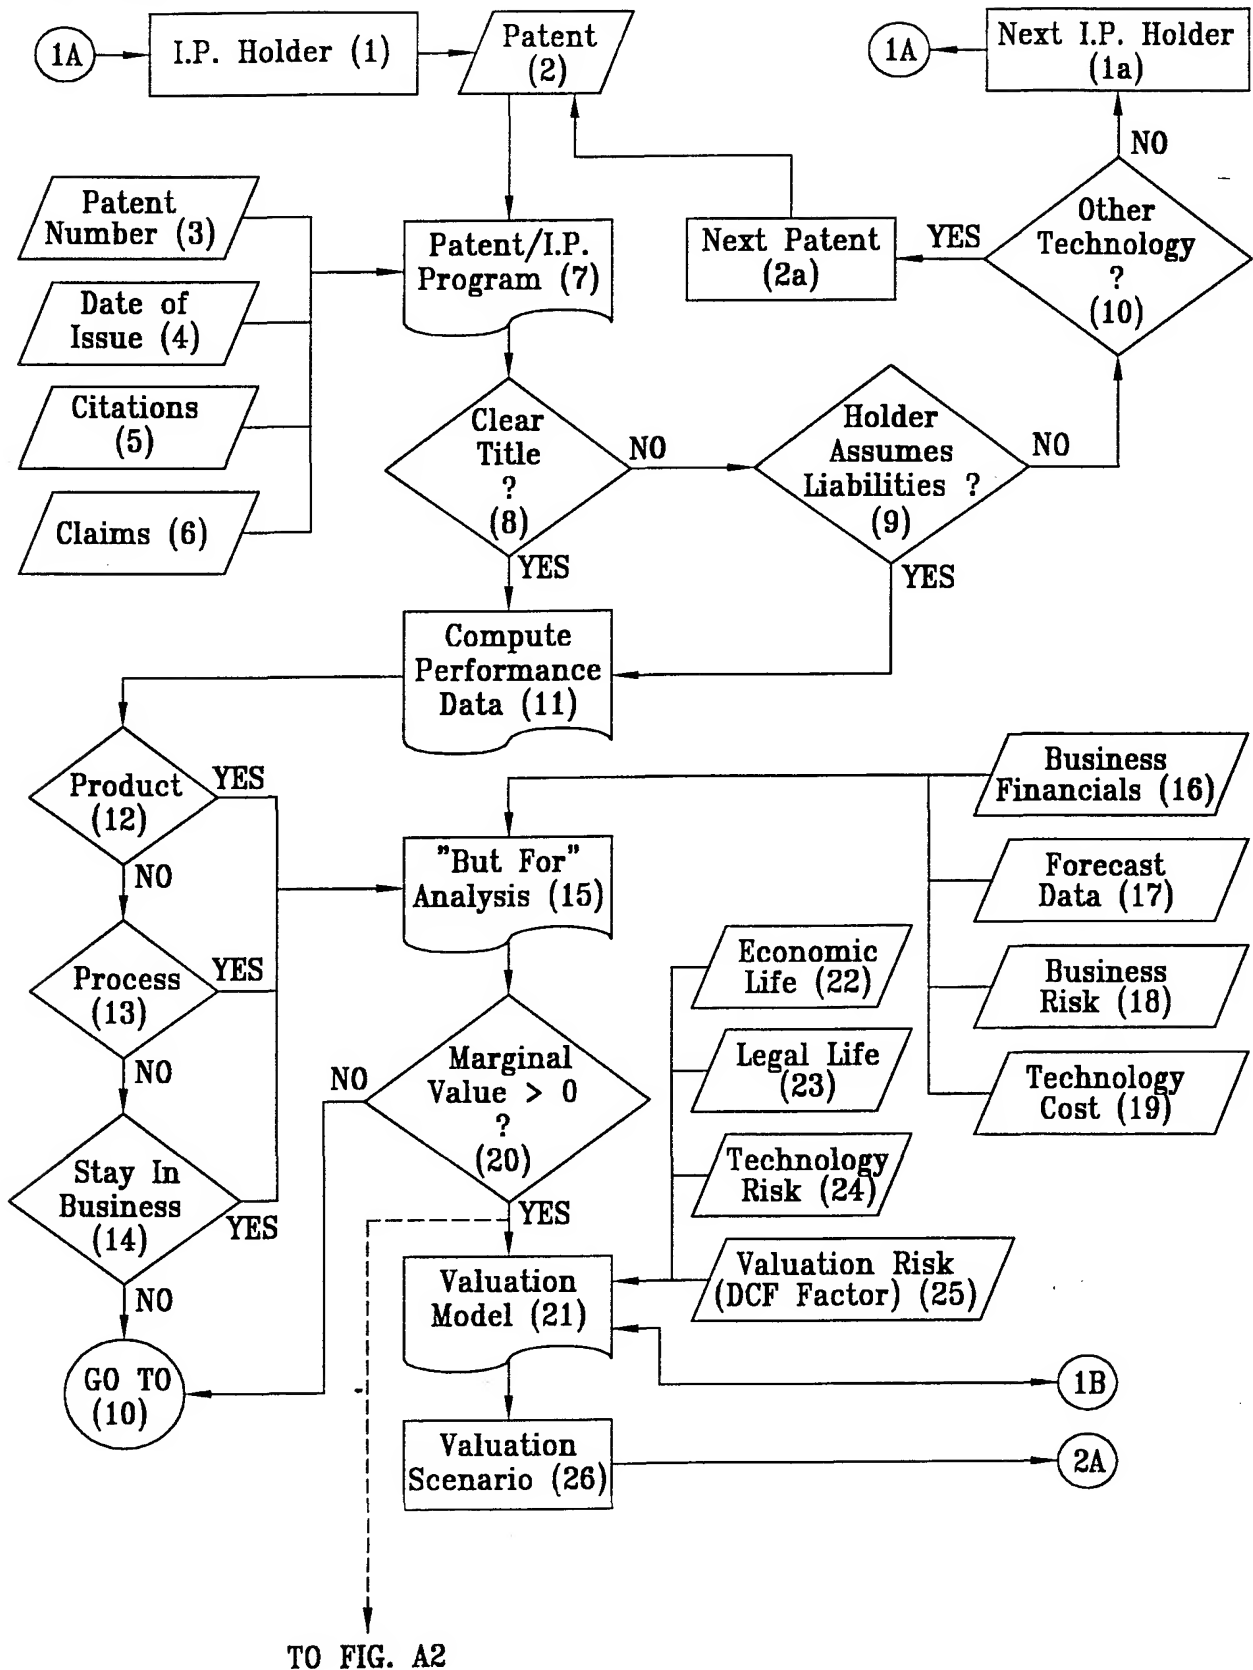 1A
I.P. Holder (1)
Patent
(2)
1A
Next I.P. Holder
(1a)
NO
Patent
Number (3)
Patent/I.P.
Program (7)
Next Patent
(2a)
YES
Other
Technology
?
(10)
Date of
Issue (4)
Citations
(5)
Clear
Title
?
(8)
NO
Holder
Assumes
Liabilities ?
(9)
NO
Claims (6)
YES
YES
Compute
Performance
Data (11)
Product
(12)
YES
NO
Business
Financials (16)
"But For"
Analysis (15)
Forecast
Data (17)
Process
(13)
YES
NO
Economic
Life (22)
Business
Risk (18)
Marginal
Value > 0
?
(20)
NO
Legal Life
(23)
Technology
Cost (19)
Stay In
Business
(14)
YES
NO
YES
Technology
Risk (24)
Valuation
Model (21)
Valuation Risk
(DCF Factor) (25)
GO TO
(10)
1B
Valuation
Scenario (26)
2A
TO FIG. A2